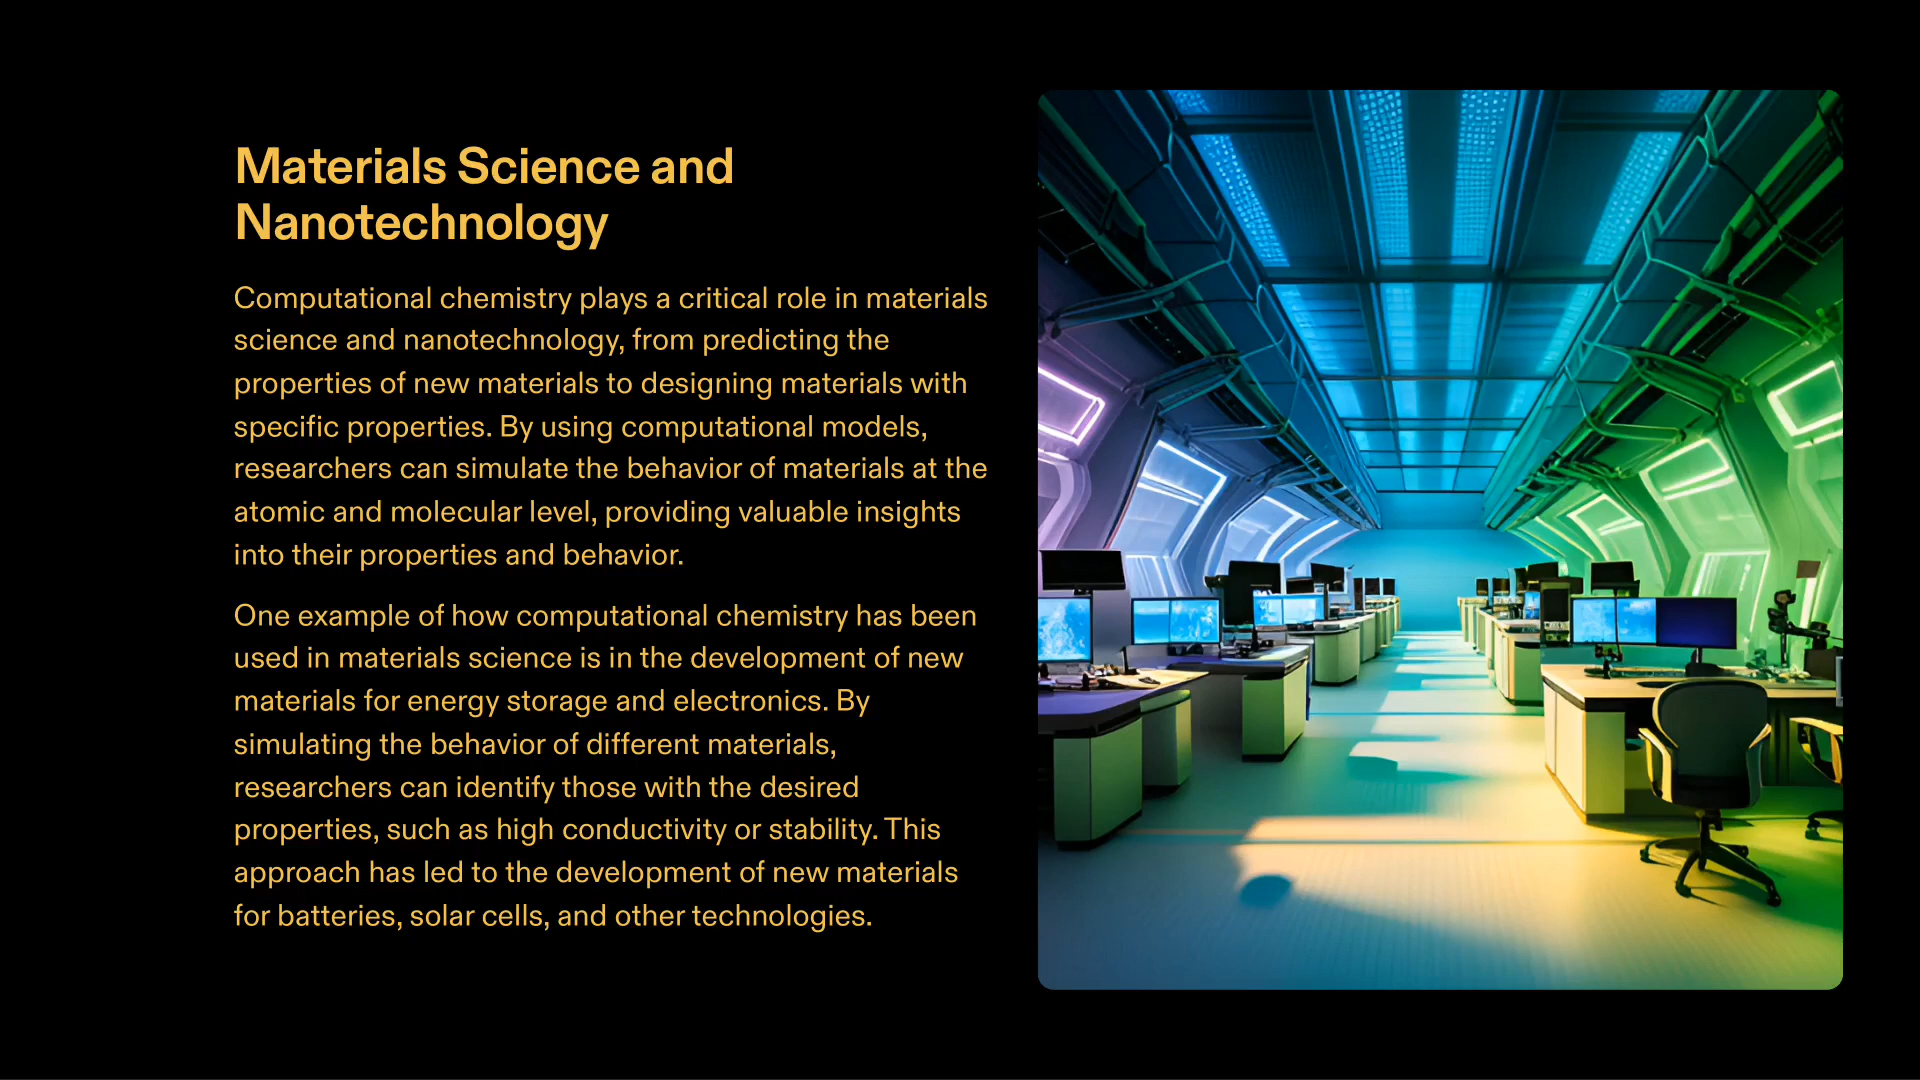 Materials Science and
Nanotechnology
Computational chemistry plays a critical role in materials
science and nanotechnology, from predicting the
properties of new materials to designing materials with
specific properties. By using computational models,
researchers can simulate the behavior of materials at the
atomic and molecular level, providing valuable insights
into their properties and behavior.
One example of how computational chemistry has been
used in materials science is in the development of new
materials for energy storage and electronics. By
simulating the behavior of different materials,
researchers can identify those with the desired
properties, such as high conductivity or stability. This
approach has led to the development of new materials
for batteries, solar cells, and other technologies.